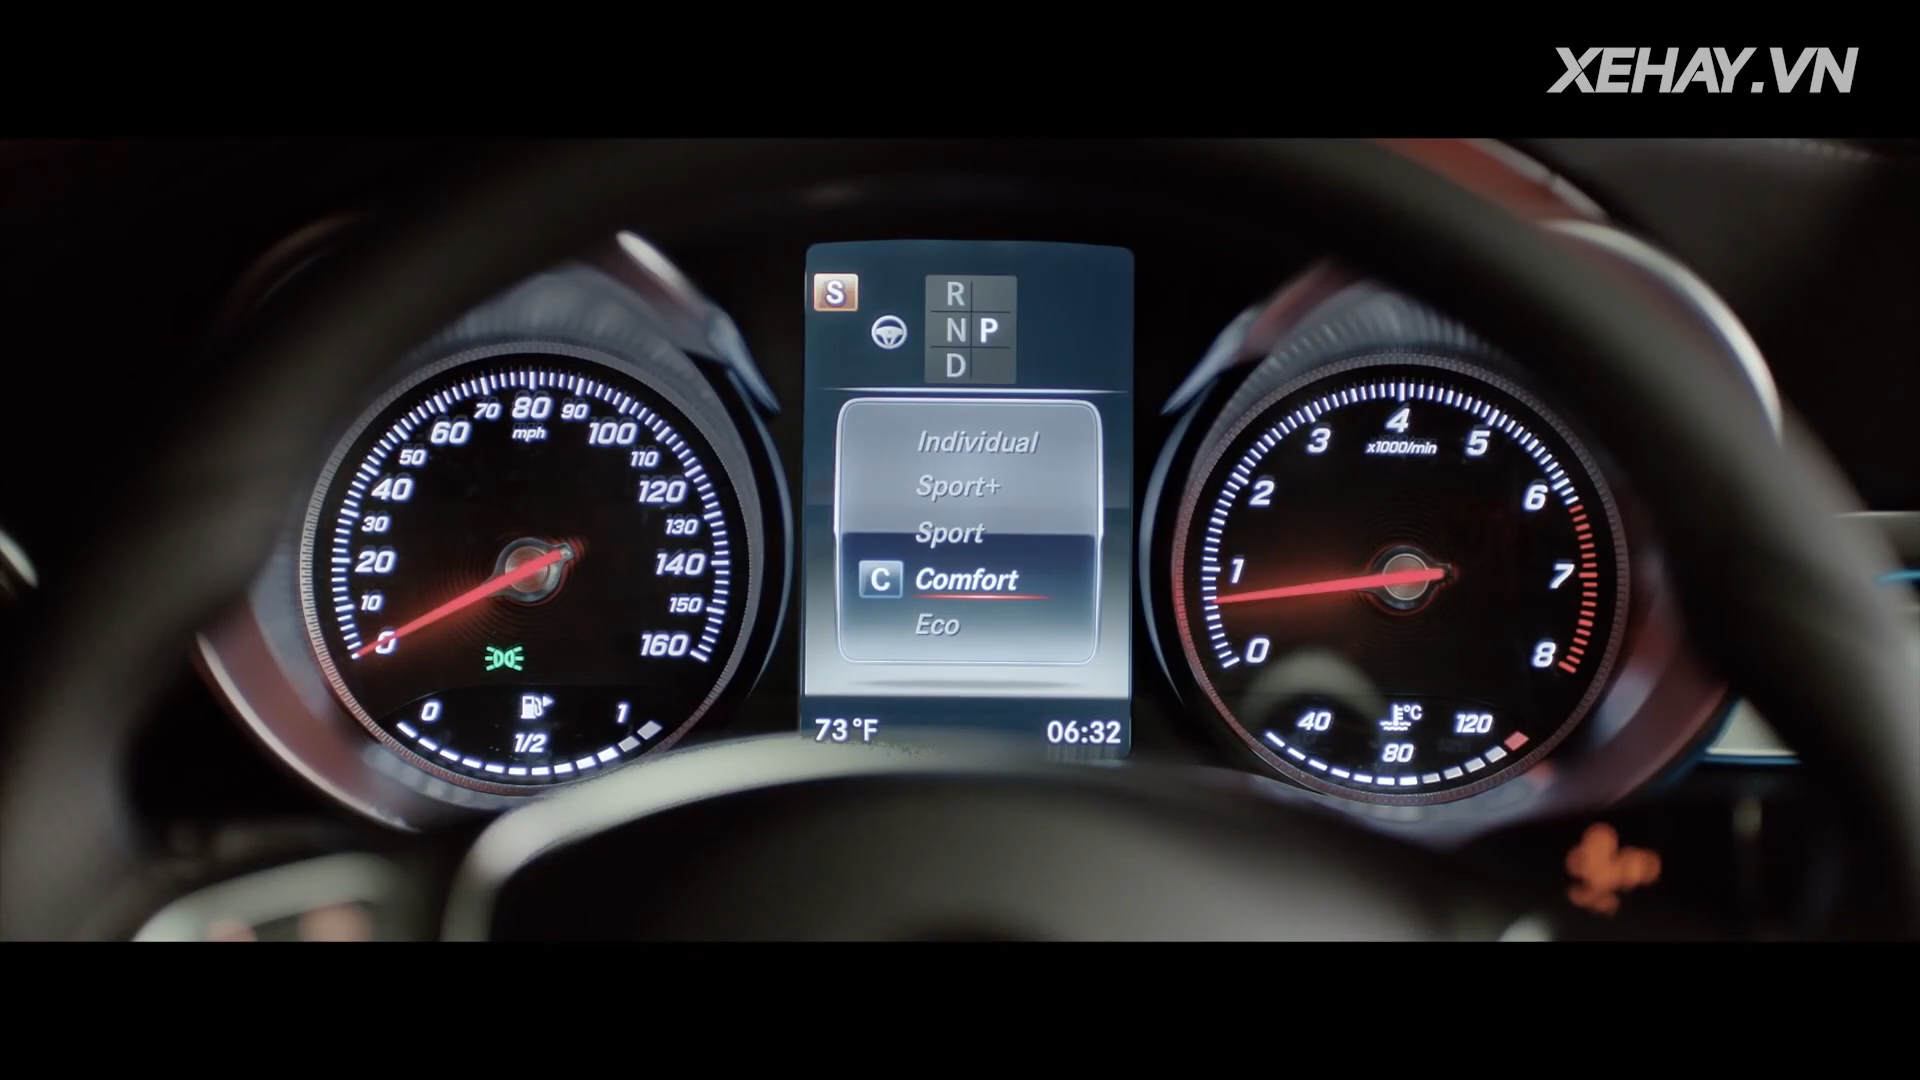 XEHAY.VN
S
R
N P
D
Individual
Sport+
Sport
C Comfort
Eco
73°F 06:32
0
10
20
30
40
50
60
70
80
90
100
110
120
130
140
150
160
mph
0 1/2 1
0
1
2
3
4
5
6
7
8
x1000/min
40 80 120
°C